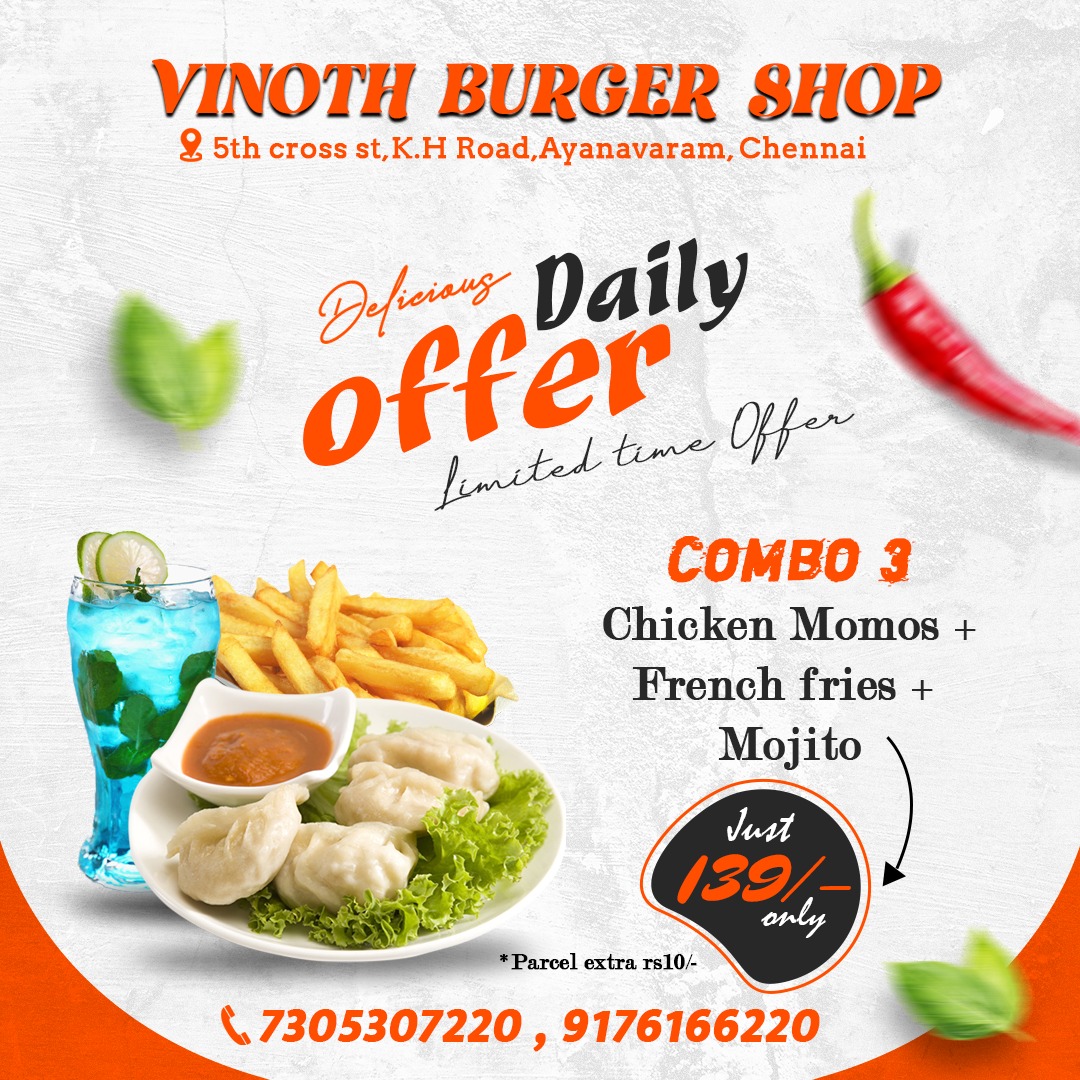 VINOTH BURGER SHOP
5th cross st,K.H Road,Ayanavaram, Chennai
Delicious Daily
offer
Limited time Offer
COMBO 3
Chicken Momos +
French fries +
Mojito
Just
139/-
only
*Parcel extra rs10/-
7305307220 , 9176166220